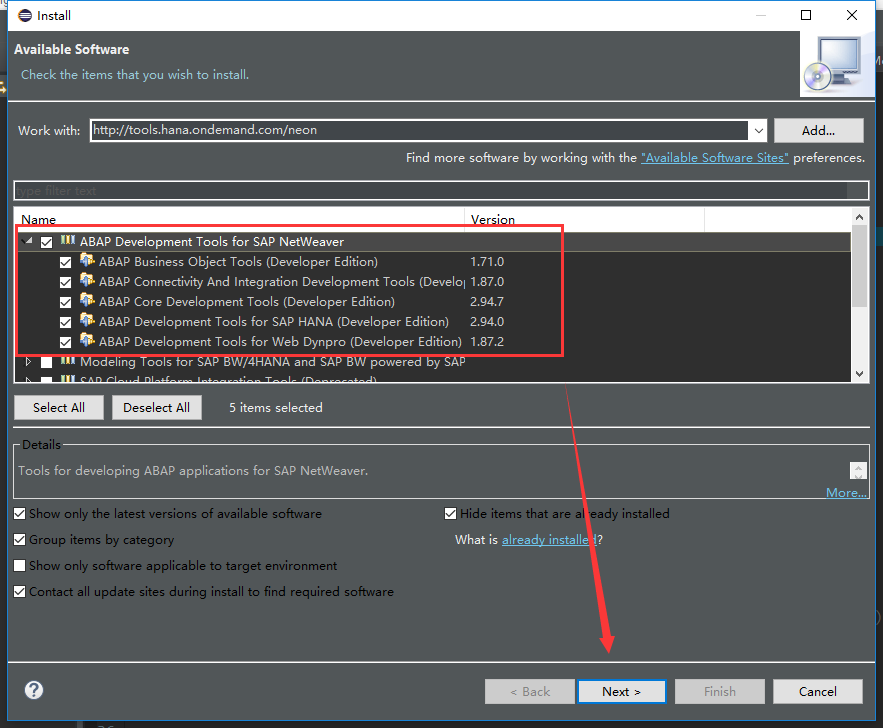 Install
Available Software
Check the items that you wish to install.
Work with: http://tools.hana.ondemand.com/neon Add...
Find more software by working with the "Available Software Sites" preferences.
type filter text
Name Version
ABAP Development Tools for SAP NetWeaver
ABAP Business Object Tools (Developer Edition) 1.71.0
ABAP Connectivity And Integration Development Tools (Develo 1.87.0
ABAP Core Development Tools (Developer Edition) 2.94.7
ABAP Development Tools for SAP HANA (Developer Edition) 2.94.0
ABAP Development Tools for Web Dynpro (Developer Edition) 1.87.2
Modeling Tools for SAP BW/4HANA and SAP BW powered by SAP
SAP Cloud Platform Integration Tools (Deprecated)
Select All Deselect All 5 items selected
Details
Tools for developing ABAP applications for SAP NetWeaver.
More...
Show only the latest versions of available software Hide items that are already installed
Group items by category What is already installed?
Show only software applicable to target environment
Contact all update sites during install to find required software
? < Back Next > Finish Cancel